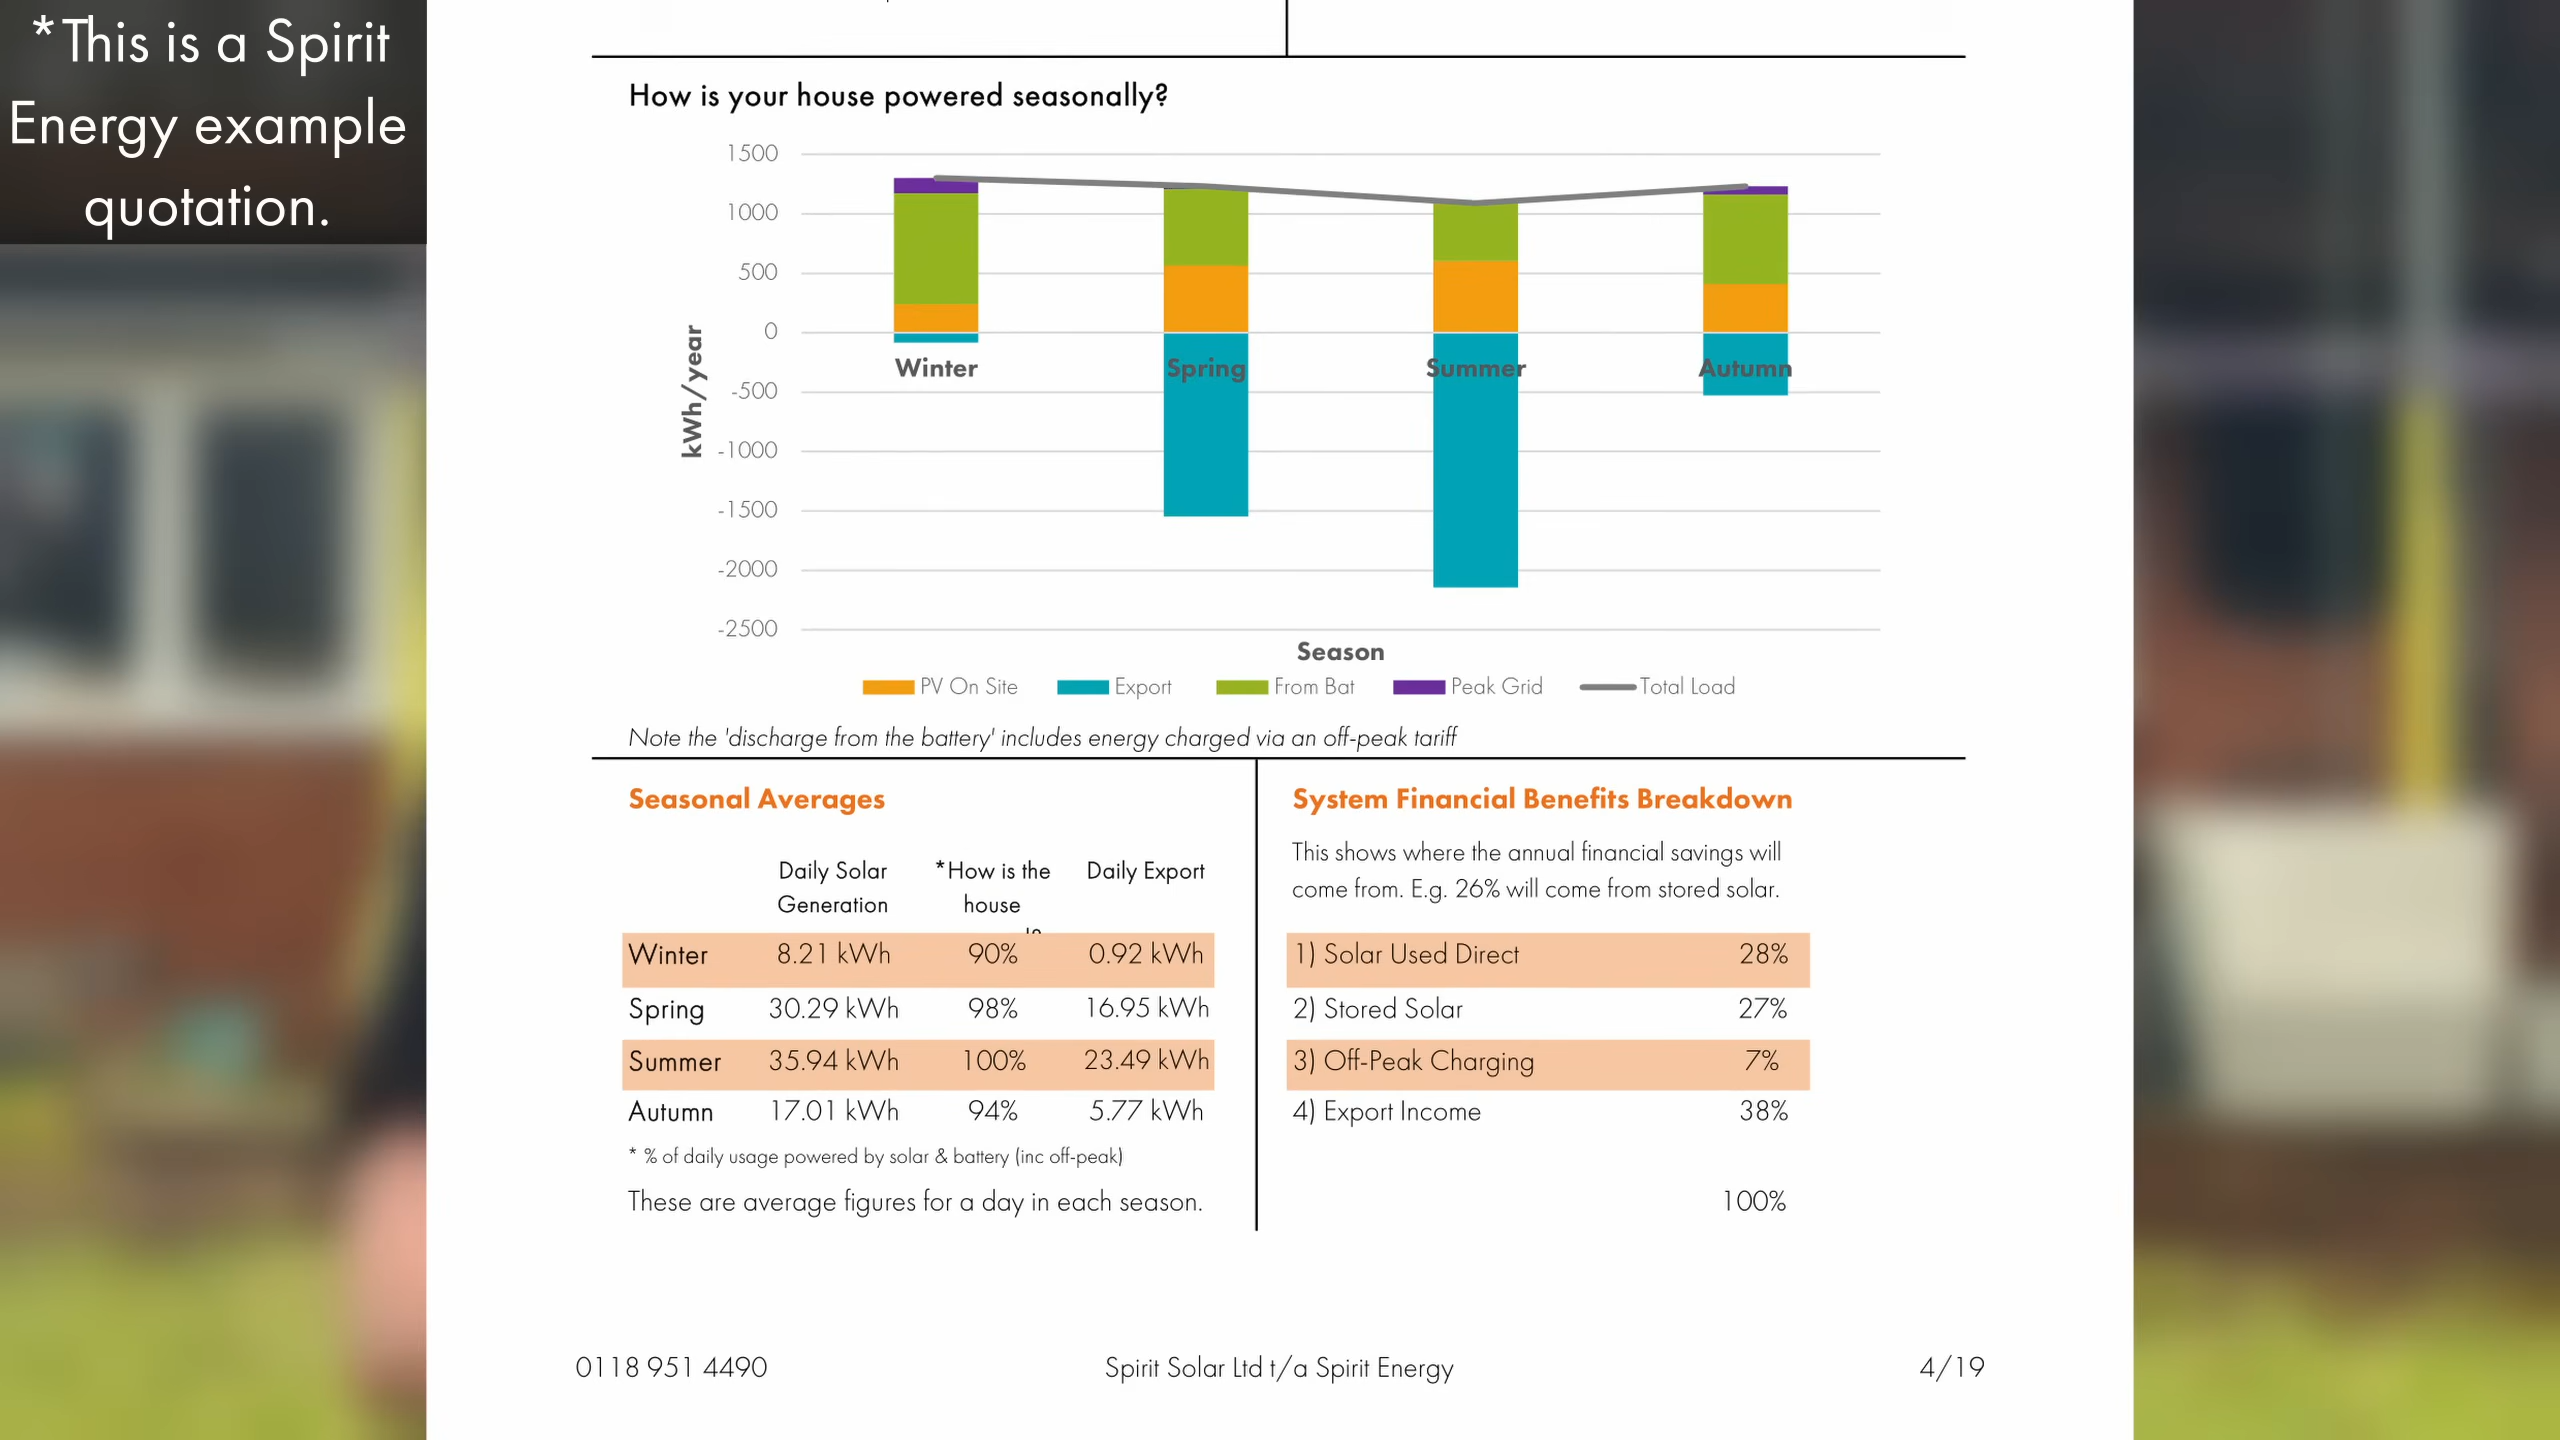 *This is a Spirit
Energy example
quotation.
How is your house powered seasonally?
1500
1000
500
0
-500
-1000
-1500
-2000
-2500
kWh/year
Winter Spring Summer Autumn
Season
PV On Site Export From Bat Peak Grid Total Load
Note the 'discharge from the battery' includes energy charged via an off-peak tariff
Seasonal Averages
Daily Solar *How is the Daily Export
Generation house
Winter 8.21 kWh 90% 0.92 kWh
Spring 30.29 kWh 98% 16.95 kWh
Summer 35.94 kWh 100% 23.49 kWh
Autumn 17.01 kWh 94% 5.77 kWh
* % of daily usage powered by solar & battery (inc off-peak)
These are average figures for a day in each season.
System Financial Benefits Breakdown
This shows where the annual financial savings will
come from. E.g. 26% will come from stored solar.
1) Solar Used Direct 28%
2) Stored Solar 27%
3) Off-Peak Charging 7%
4) Export Income 38%
100%
0118 951 4490 Spirit Solar Ltd t/a Spirit Energy 4/19